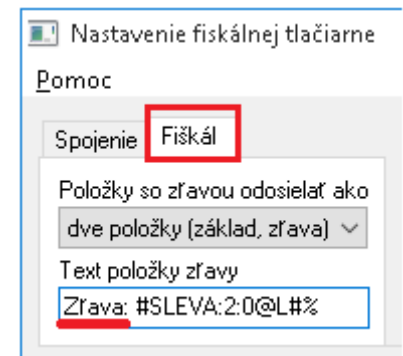 Nastavenie fiskálnej tlačiarne
Pomoc
Spojenie Fiškál
Položky so zľavou odosielať ako
dve položky (základ, zľava)
Text položky zľavy
Zľava: #SLEVA:2:0@L#%